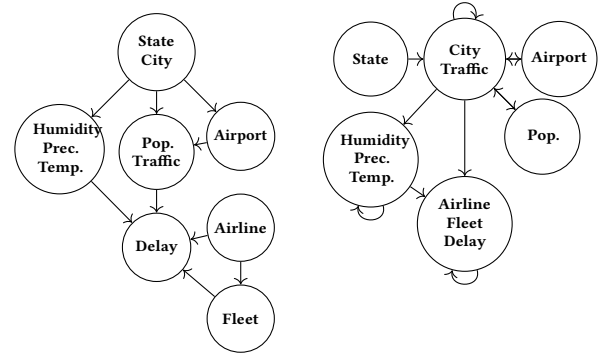 State
City
Humidity
Prec.
Temp.
Pop.
Traffic
Airport
Delay
Airline
Fleet
State
City
Traffic
Airport
Humidity
Prec.
Temp.
Pop.
Airline
Fleet
Delay